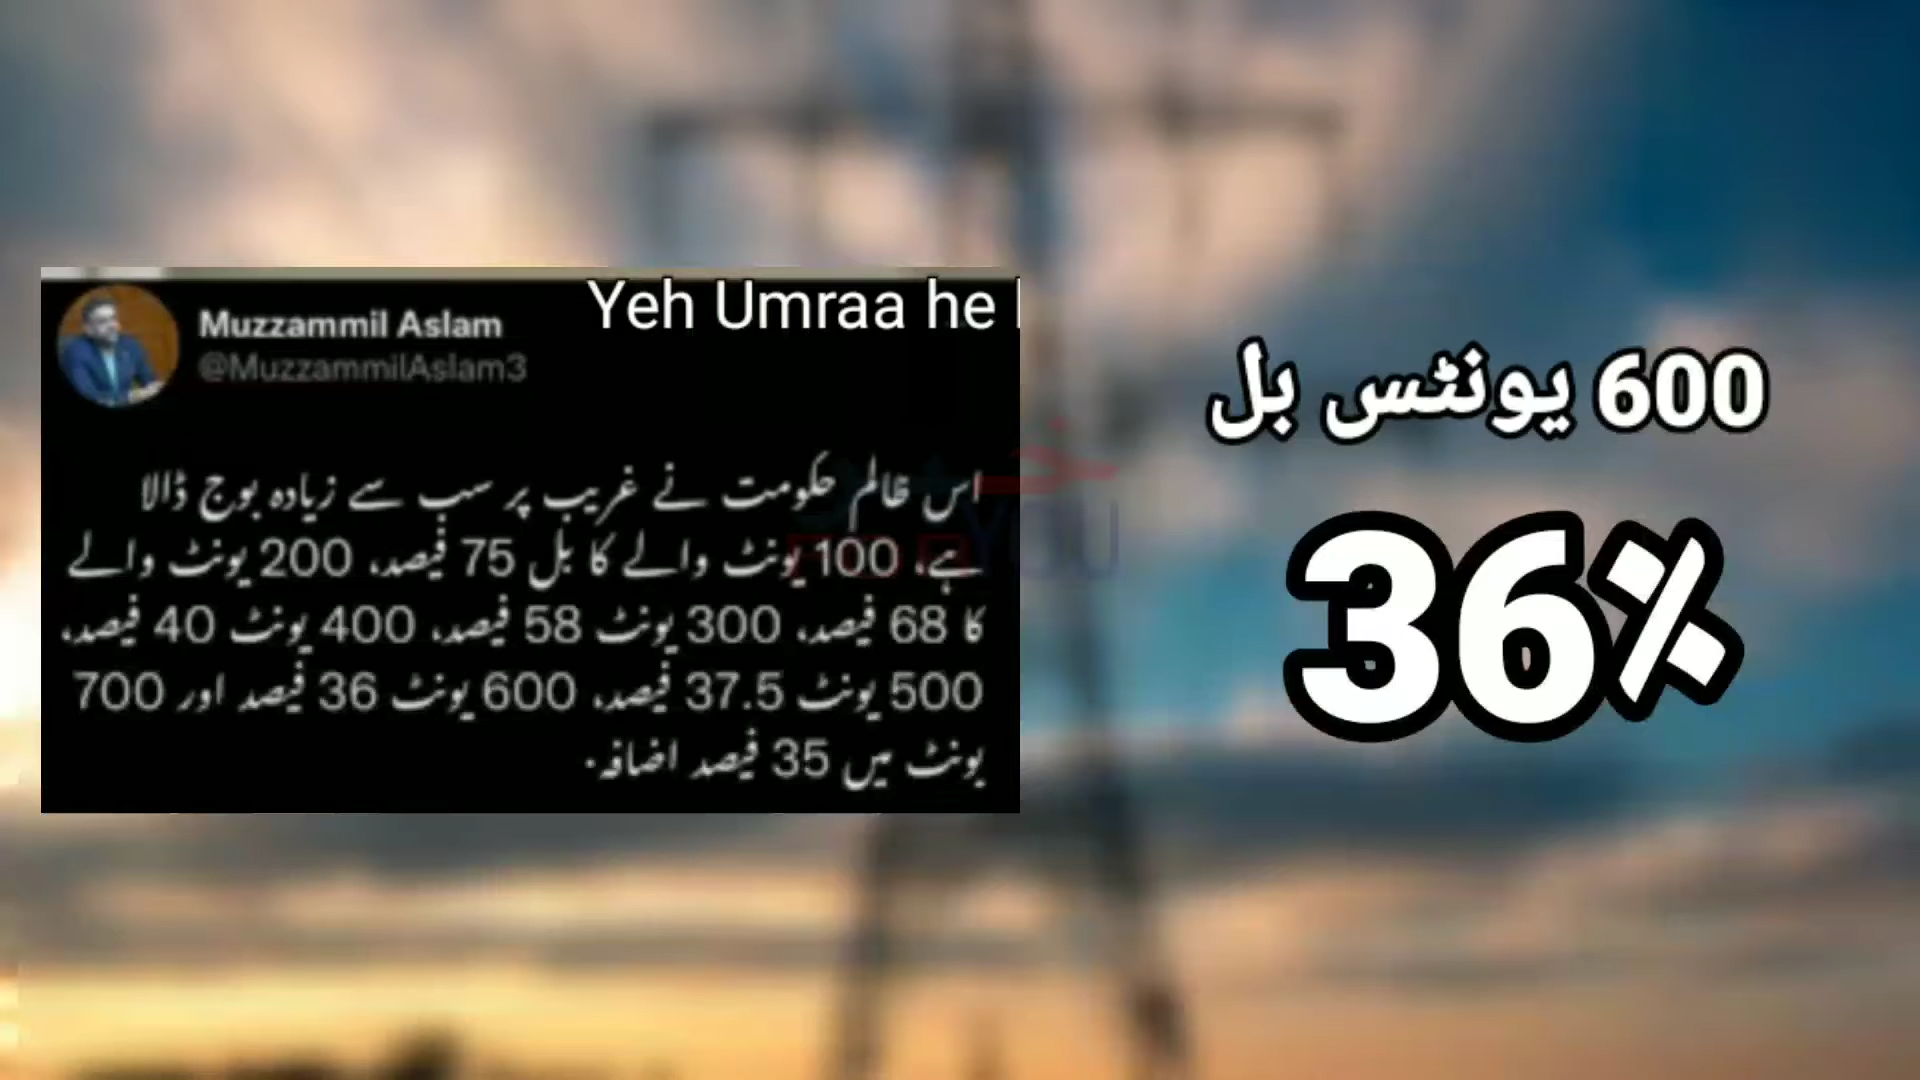 Muzzammil Aslam
@MuzzammilAslam3
Yeh Umraa he
اس ظالم حکومت نے غریب پر سب سے زیادہ بوج ڈالا
ہے، 100 یونٹ والے کا بل 75 فیصد، 200 یونٹ والے
کا 68 فیصد، 300 یونٹ 58 فیصد، 400 یونٹ 40 فیصد،
500 یونٹ 37.5 فیصد، 600 یونٹ 36 فیصد اور 700
یونٹ میں 35 فیصد اضافہ۔
600 یونٹس بل
36٪